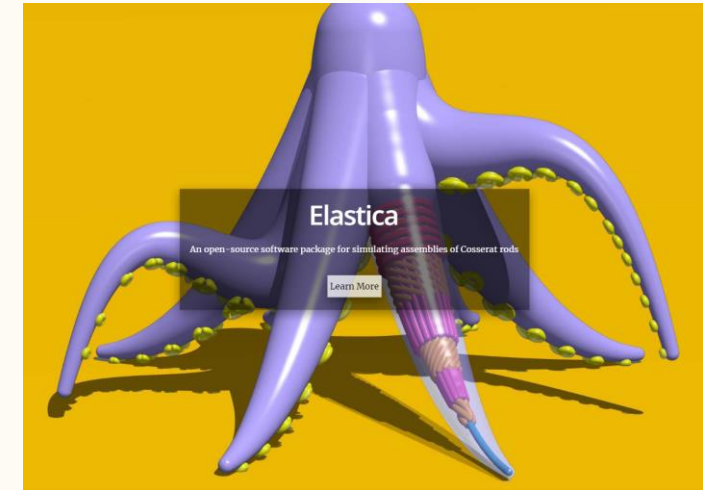 Elastica
An open-source software package for simulating assemblies of Cosserat rods
Learn More